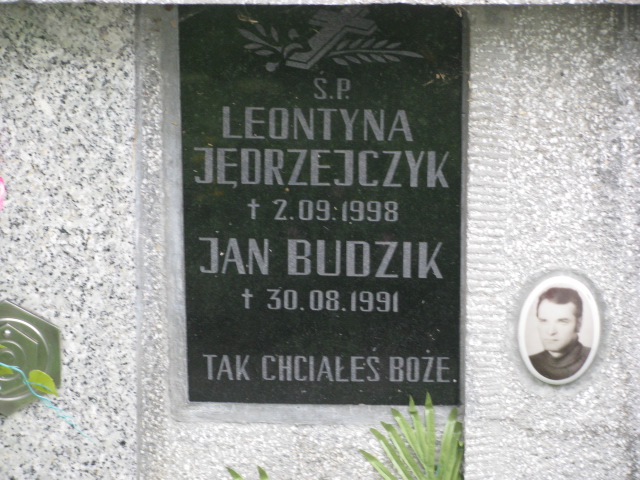 Ś.P.
LEONTYNA
JĘDRZEJCZYK
† 2.09.1998
JAN BUDZIK
† 30.08.1991
TAK CHCIAŁEŚ BOŻE